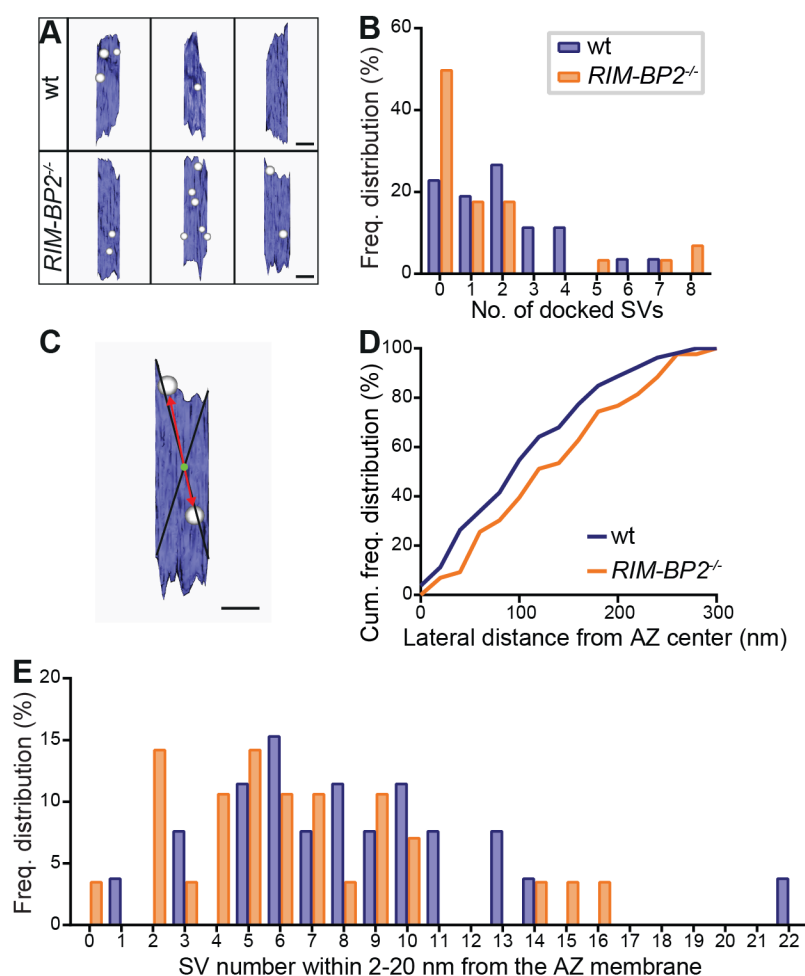 A
wt
RIM-BP2-/-
B
Freq. distribution (%)
60
40
20
0
wt
RIM-BP2-/-
0 1 2 3 4 5 6 7 8
No. of docked SVs
C
D
Cum. freq. distribution (%)
100
80
60
40
20
0
wt
RIM-BP2-/-
0 100 200 300
Lateral distance from AZ center (nm)
E
Freq. distribution (%)
20
15
10
5
0
0 1 2 3 4 5 6 7 8 9 10 11 12 13 14 15 16 17 18 19 20 21 22
SV number within 2-20 nm from the AZ membrane